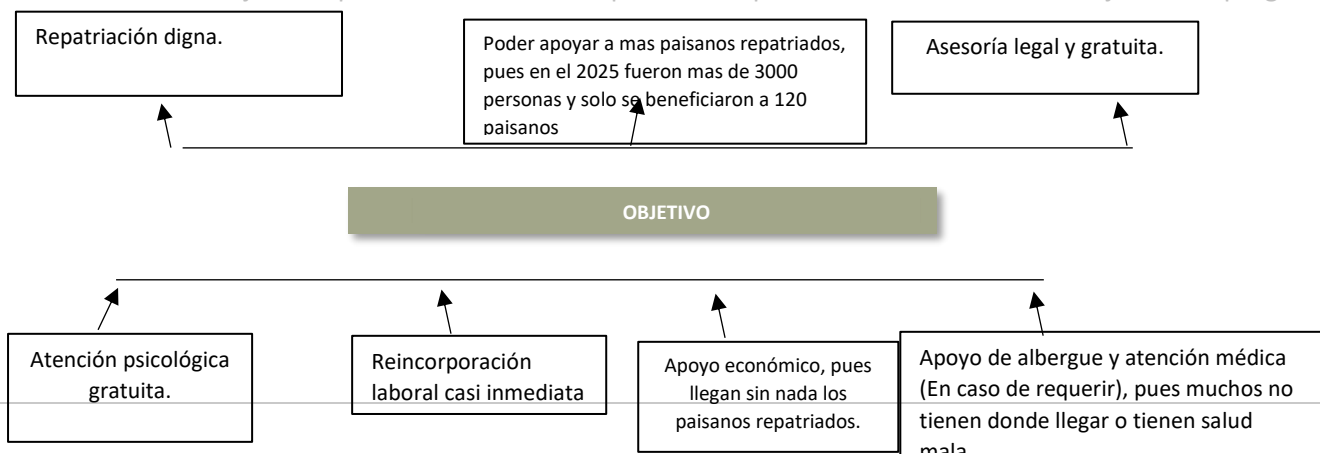 Repatriación digna.
Poder apoyar a mas paisanos repatriados,
pues en el 2025 fueron mas de 3000
personas y solo se beneficiaron a 120
paisanos
Asesoría legal y gratuita.
OBJETIVO
Atención psicológica
gratuita.
Reincorporación
laboral casi inmediata
Apoyo económico, pues
llegan sin nada los
paisanos repatriados.
Apoyo de albergue y atención médica
(En caso de requerir), pues muchos no
tienen donde llegar o tienen salud
mala